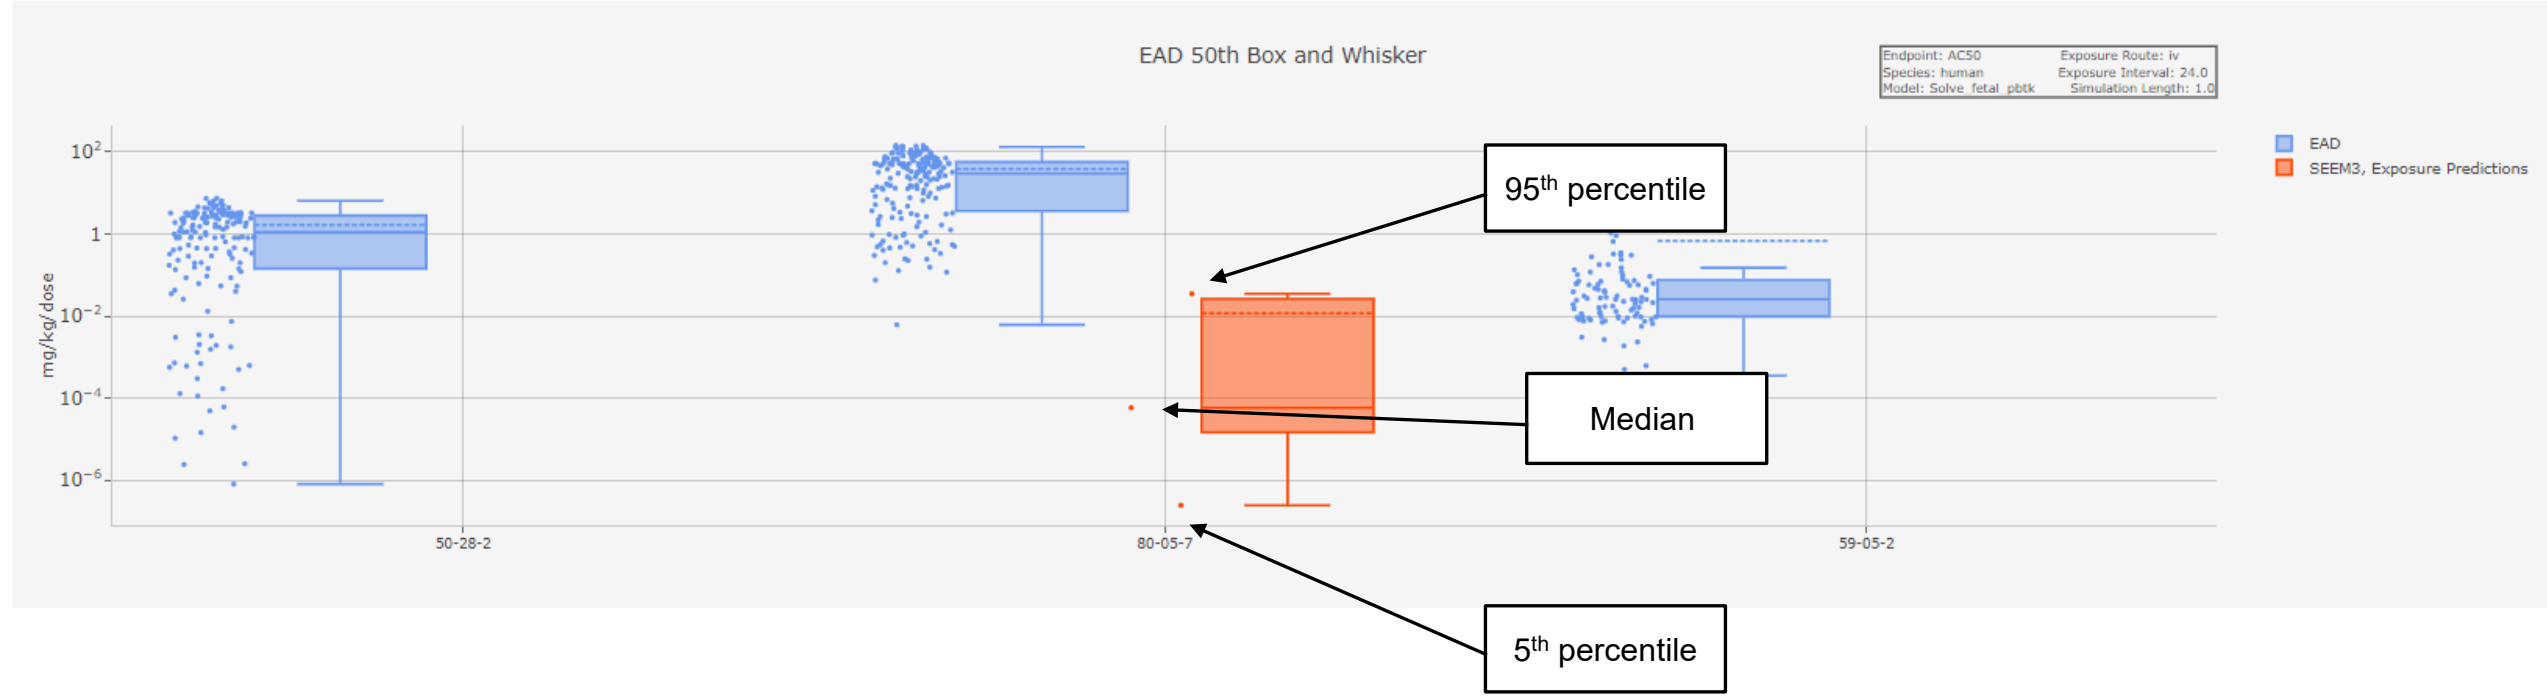 EAD 50th Box and Whisker
Endpoint: AC50 Exposure Route: iv
Species: human Exposure Interval: 24.0
Model: Solve_fetal_pbtk Simulation Length: 1.0
EAD
SEEM3, Exposure Predictions
mg/kg/dose
10²
1
10⁻²
10⁻⁴
10⁻⁶
95th percentile
Median
5th percentile
50-28-2
80-05-7
59-05-2